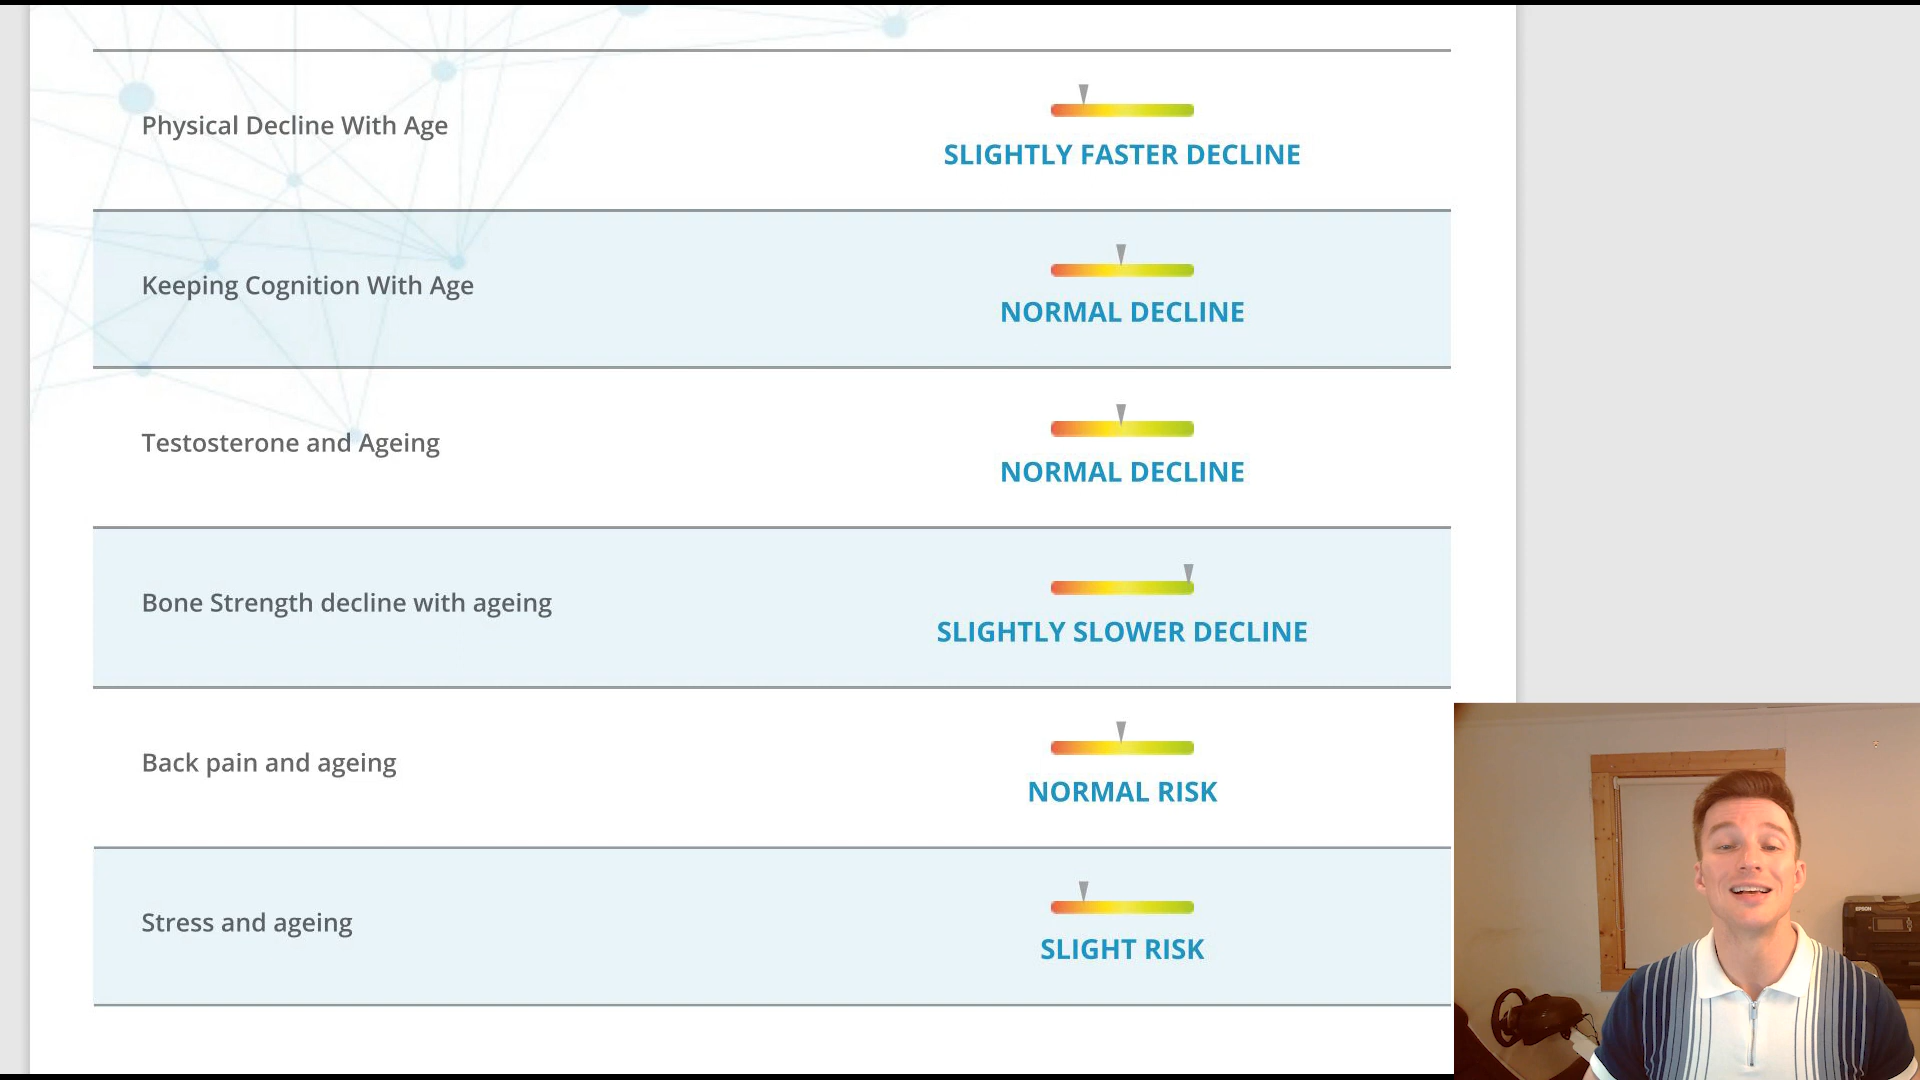 Physical Decline With Age
SLIGHTLY FASTER DECLINE
Keeping Cognition With Age
NORMAL DECLINE
Testosterone and Ageing
NORMAL DECLINE
Bone Strength decline with ageing
SLIGHTLY SLOWER DECLINE
Back pain and ageing
NORMAL RISK
Stress and ageing
SLIGHT RISK
EPSON